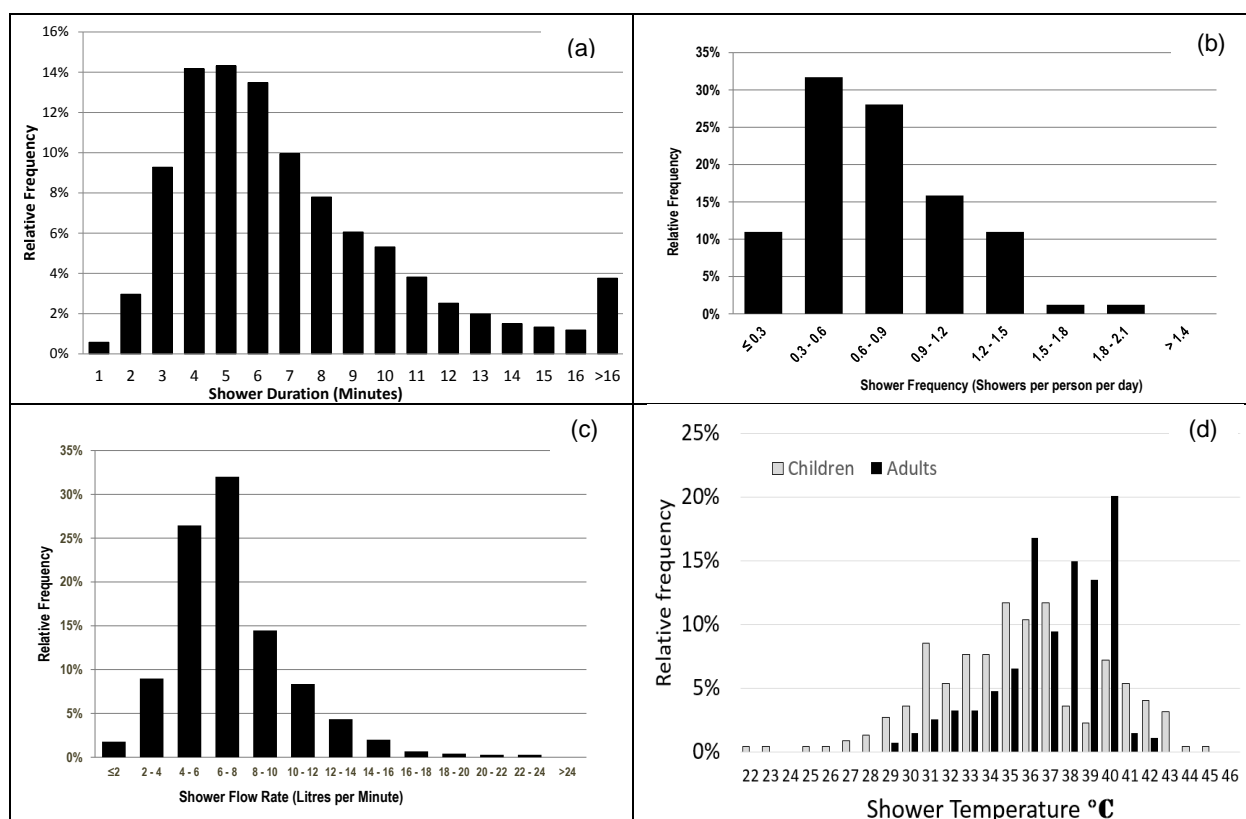 (a)
16%
14%
12%
10%
8%
6%
4%
2%
0%
Relative Frequency
1 2 3 4 5 6 7 8 9 10 11 12 13 14 15 16 >16
Shower Duration (Minutes)
(b)
35%
30%
25%
20%
15%
10%
5%
0%
Relative Frequency
≤ 0.3 0.3 - 0.6 0.6 - 0.9 0.9 - 1.2 1.2 - 1.5 1.5 - 1.8 1.8 - 2.1 > 1.4
Shower Frequency (Showers per person per day)
(c)
35%
30%
25%
20%
15%
10%
5%
0%
Relative Frequency
≤2 2 - 4 4 - 6 6 - 8 8 - 10 10 - 12 12 - 14 14 - 16 16 - 18 18 - 20 20 - 22 22 - 24 >24
Shower Flow Rate (Litres per Minute)
(d)
25%
20%
15%
10%
5%
0%
Children Adults
Relative frequency
22 23 24 25 26 27 28 29 30 31 32 33 34 35 36 37 38 39 40 41 42 43 44 45 46
Shower Temperature °C